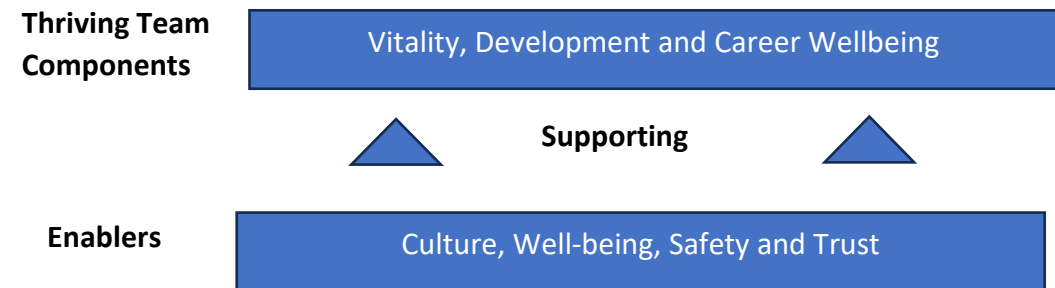 Thriving Team
Components
Vitality, Development and Career Wellbeing
Supporting
Enablers
Culture, Well-being, Safety and Trust